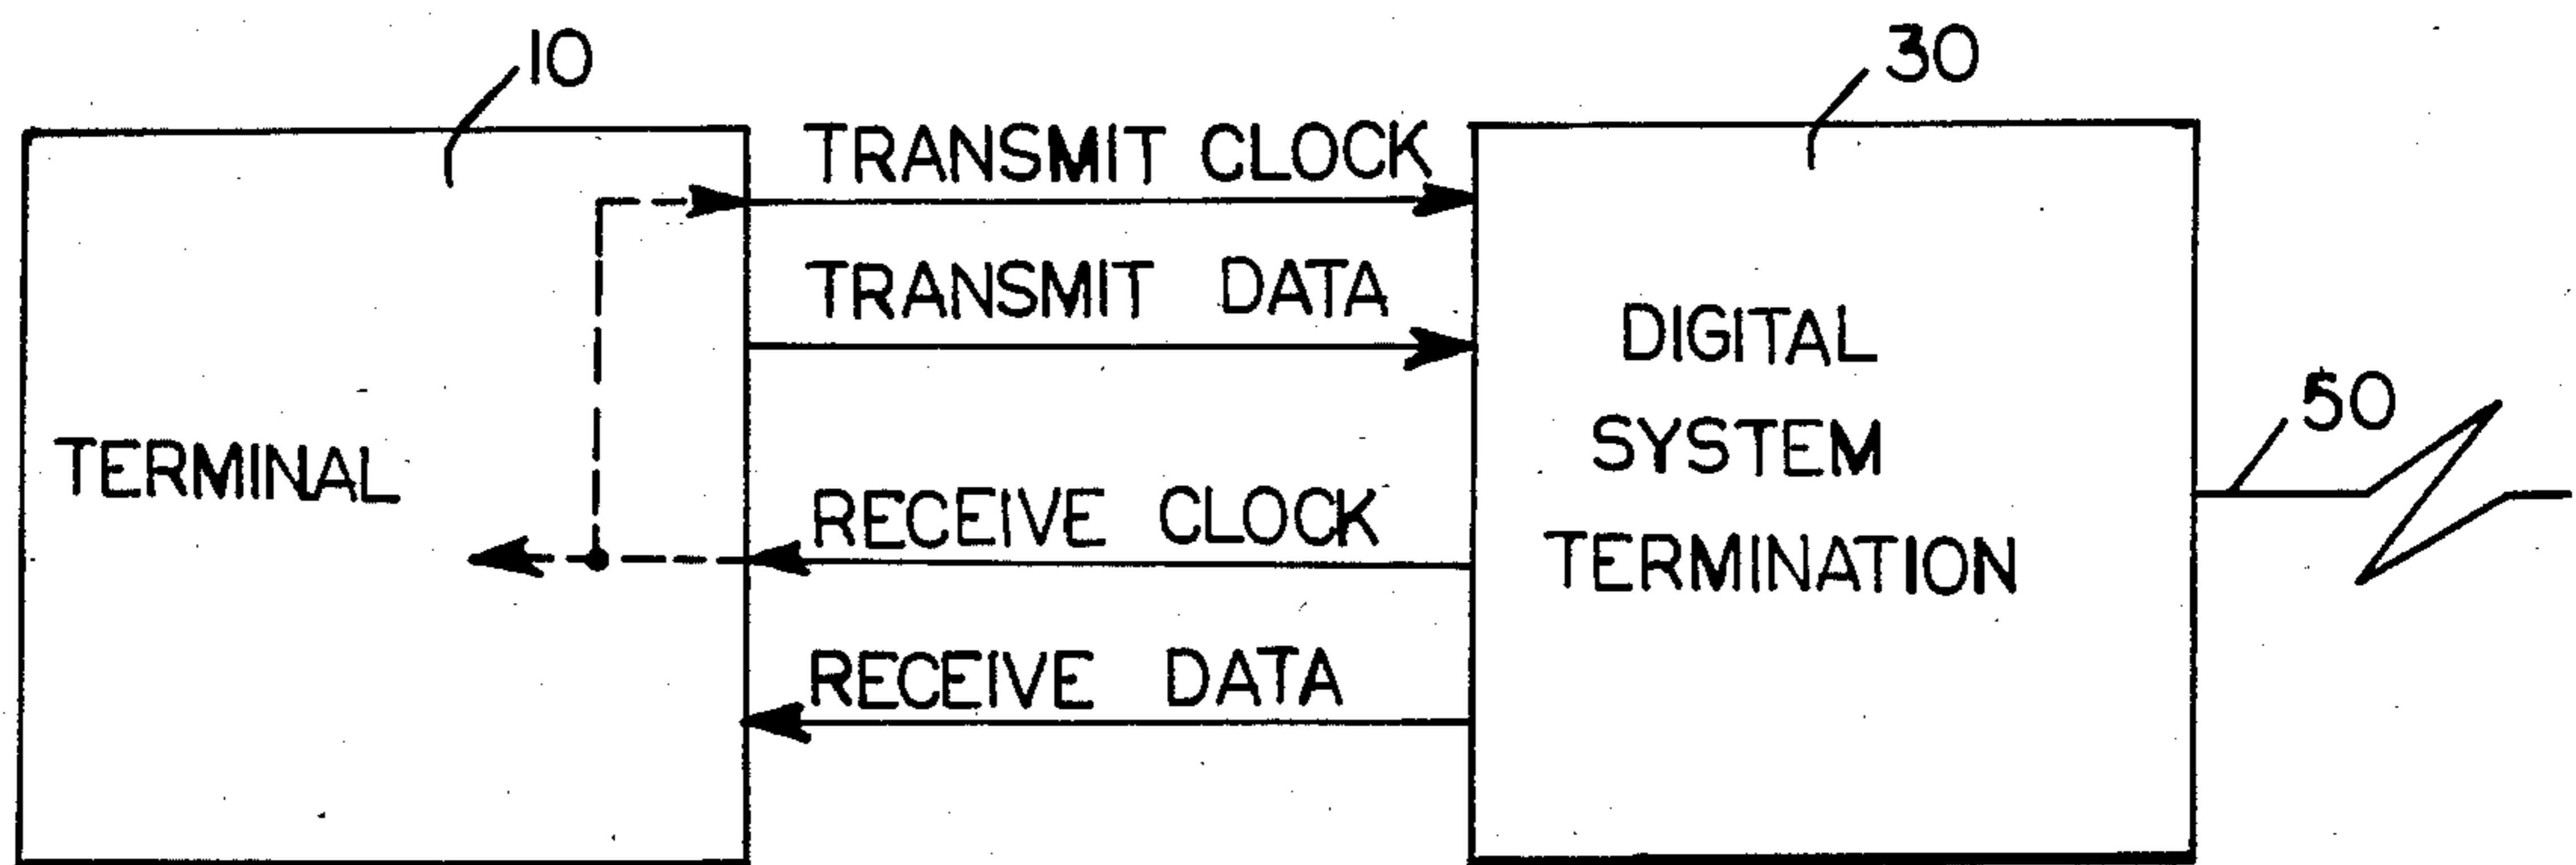 10
30
TRANSMIT CLOCK
TRANSMIT DATA
DIGITAL
SYSTEM
TERMINATION
50
TERMINAL
RECEIVE CLOCK
RECEIVE DATA